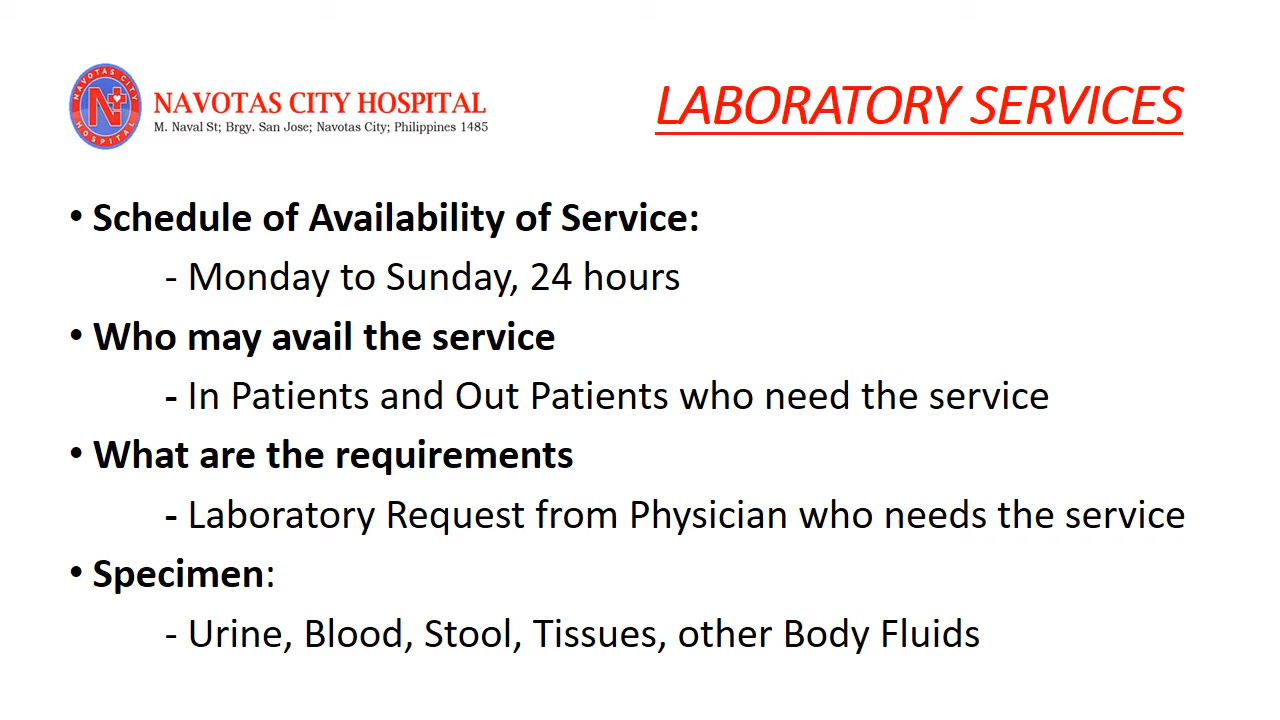 NAVOTAS CITY
N
HOSPITAL
NAVOTAS CITY HOSPITAL
M. Naval St; Brgy. San Jose; Navotas City; Philippines 1485
LABORATORY SERVICES
• Schedule of Availability of Service:
- Monday to Sunday, 24 hours
• Who may avail the service
- In Patients and Out Patients who need the service
• What are the requirements
- Laboratory Request from Physician who needs the service
• Specimen:
- Urine, Blood, Stool, Tissues, other Body Fluids